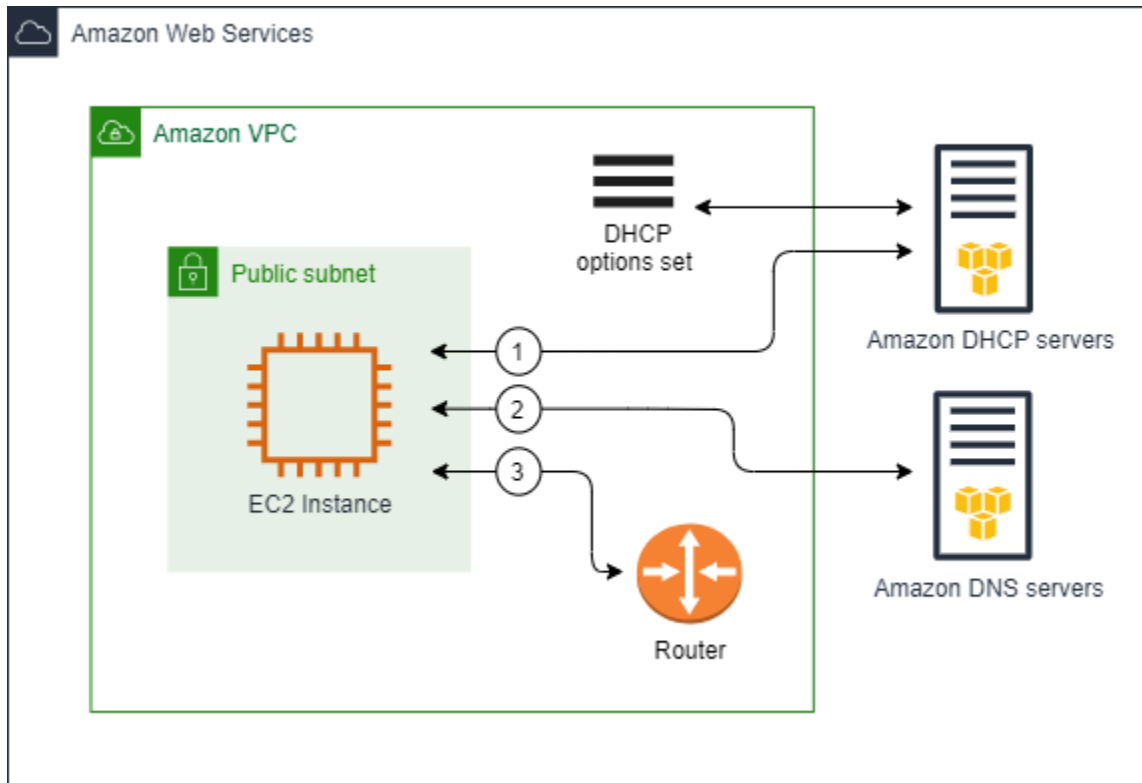 Amazon Web Services
Amazon VPC
DHCP
options set
Public subnet
Amazon DHCP servers
1
2
3
EC2 Instance
Amazon DNS servers
Router